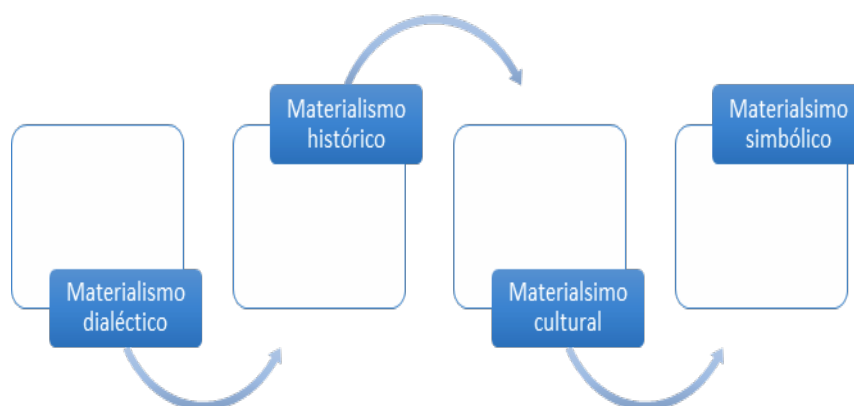 Materialismo
dialéctico
Materialismo
histórico
Materialsimo
cultural
Materialsimo
simbólico